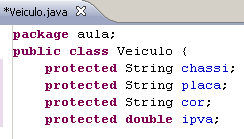 *Veiculo.java
package aula;
public class Veiculo {
protected String chassi;
protected String placa;
protected String cor;
protected double ipva;